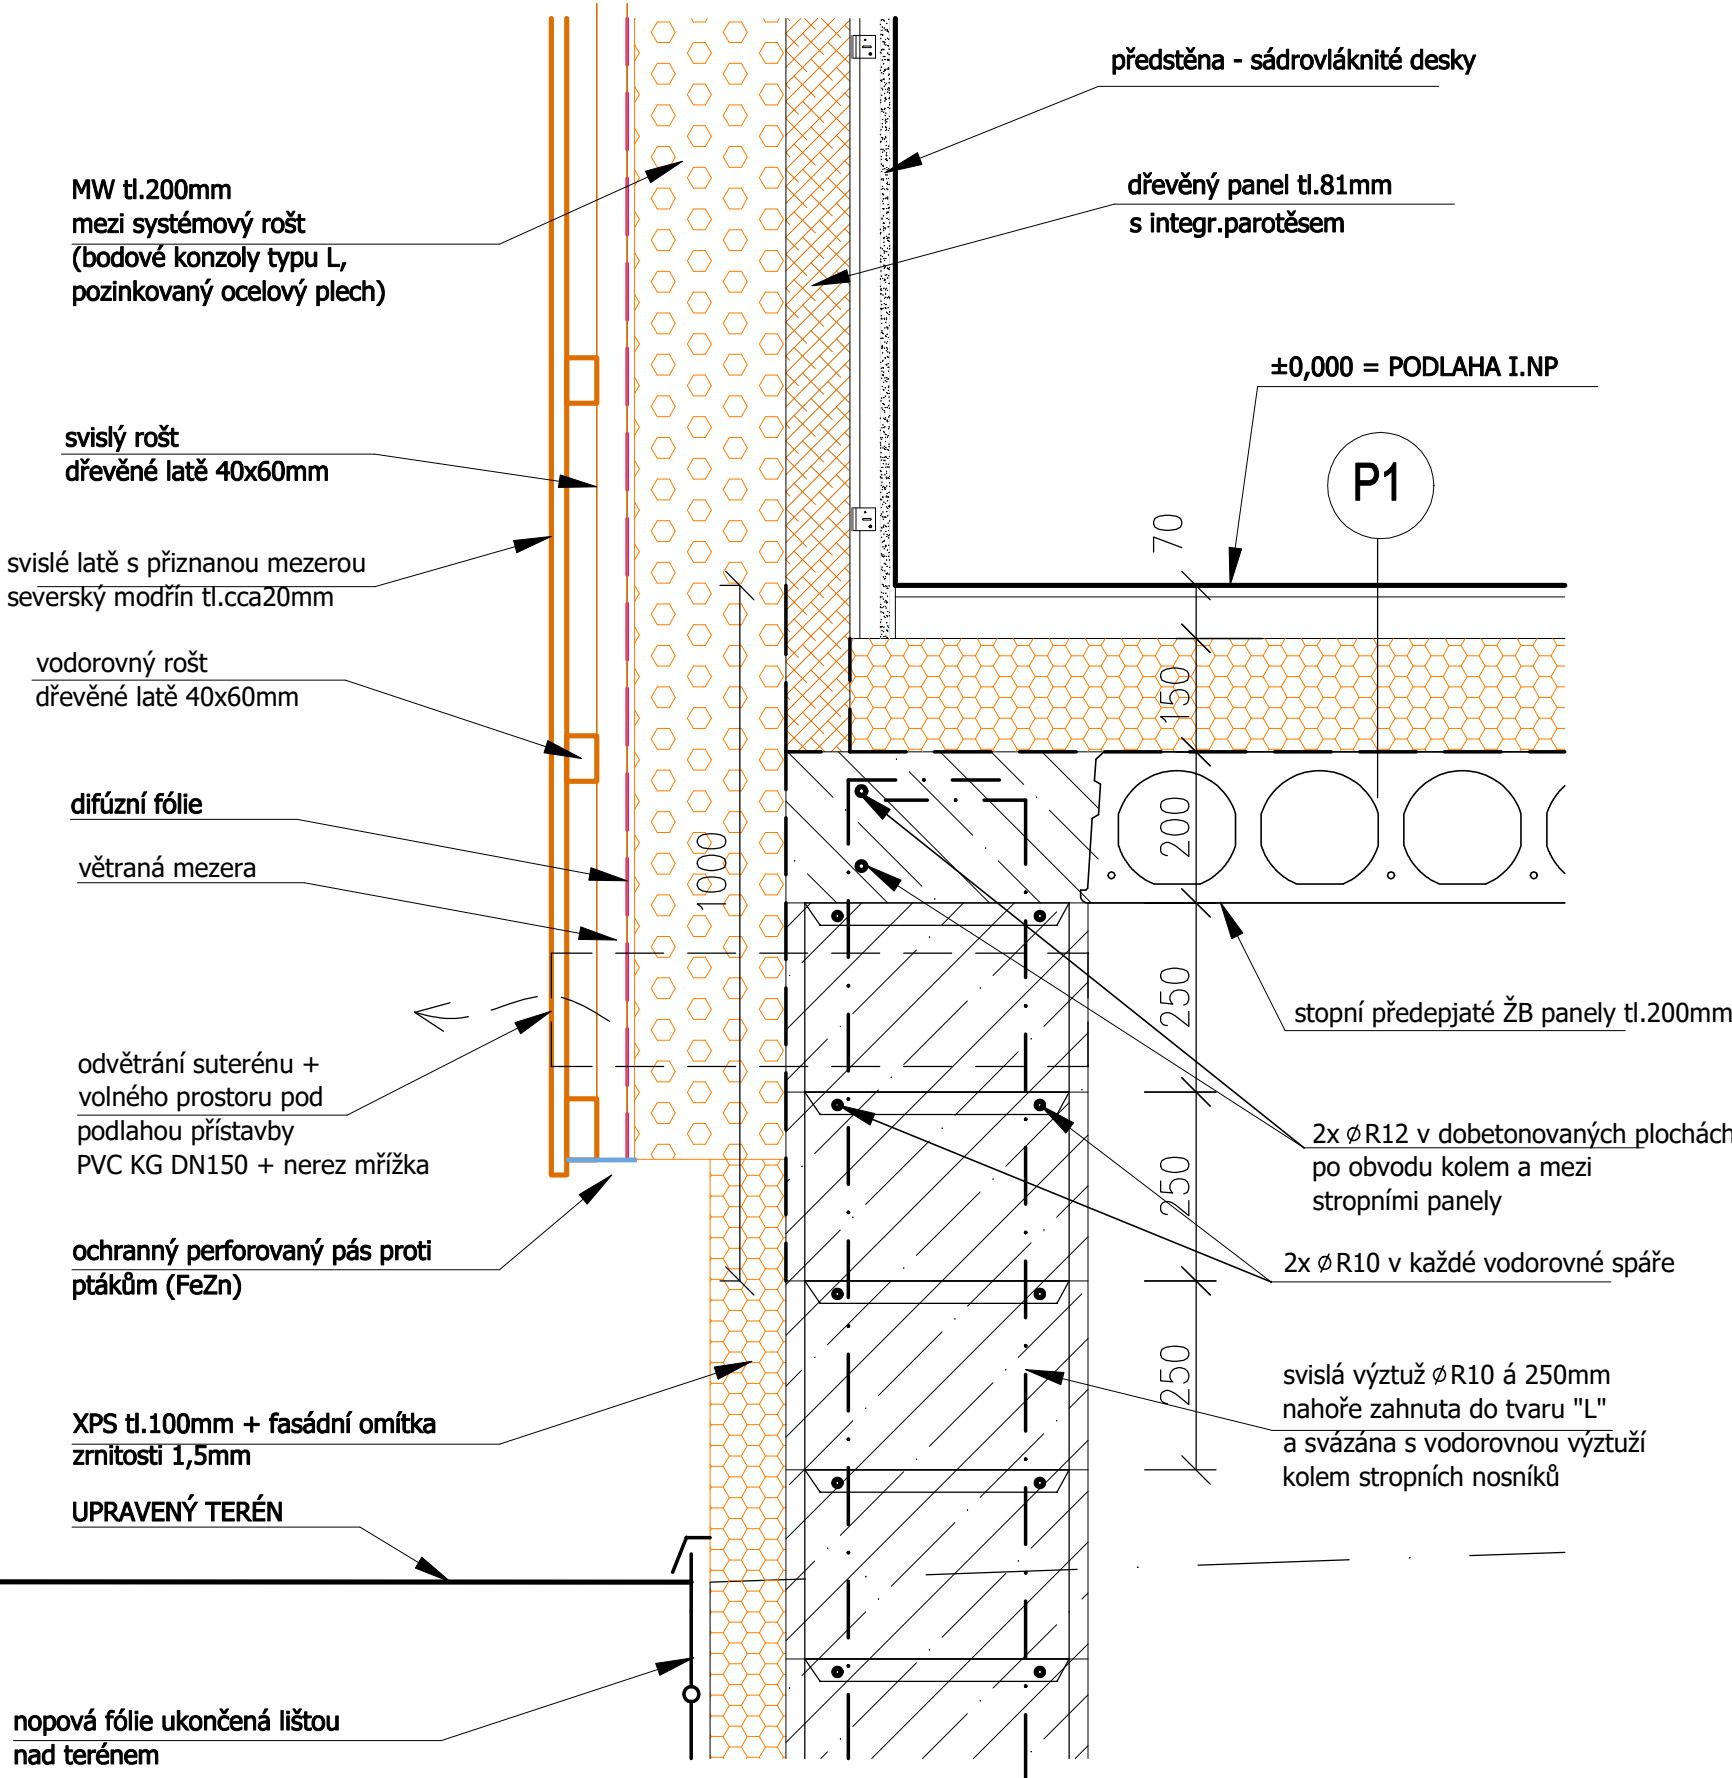 předstěna - sádrovláknité desky
MW tl.200mm
mezi systémový rošt
(bodové konzoly typu L,
pozinkovaný ocelový plech)
dřevěný panel tl.81mm
s integr.parotěsem
±0,000 = PODLAHA I.NP
svislý rošt
dřevěné latě 40x60mm
P1
70
svislé latě s přiznanou mezerou
severský modřín tl.cca20mm
vodorovný rošt
dřevěné latě 40x60mm
150
difúzní fólie
větraná mezera
1000
200
250
stopní předepjaté ŽB panely tl.200mm
odvětrání suterénu +
volného prostoru pod
podlahou přístavby
PVC KG DN150 + nerez mřížka
2x ⌀R12 v dobetonovaných plochách
po obvodu kolem a mezi
stropními panely
250
ochranný perforovaný pás proti
ptákům (FeZn)
2x ⌀R10 v každé vodorovné spáře
250
svislá výztuž ⌀R10 á 250mm
nahoře zahnuta do tvaru "L"
a svázána s vodorovnou výztuží
kolem stropních nosníků
XPS tl.100mm + fasádní omítka
zrnitosti 1,5mm
UPRAVENÝ TERÉN
nopová fólie ukončená lištou
nad terénem